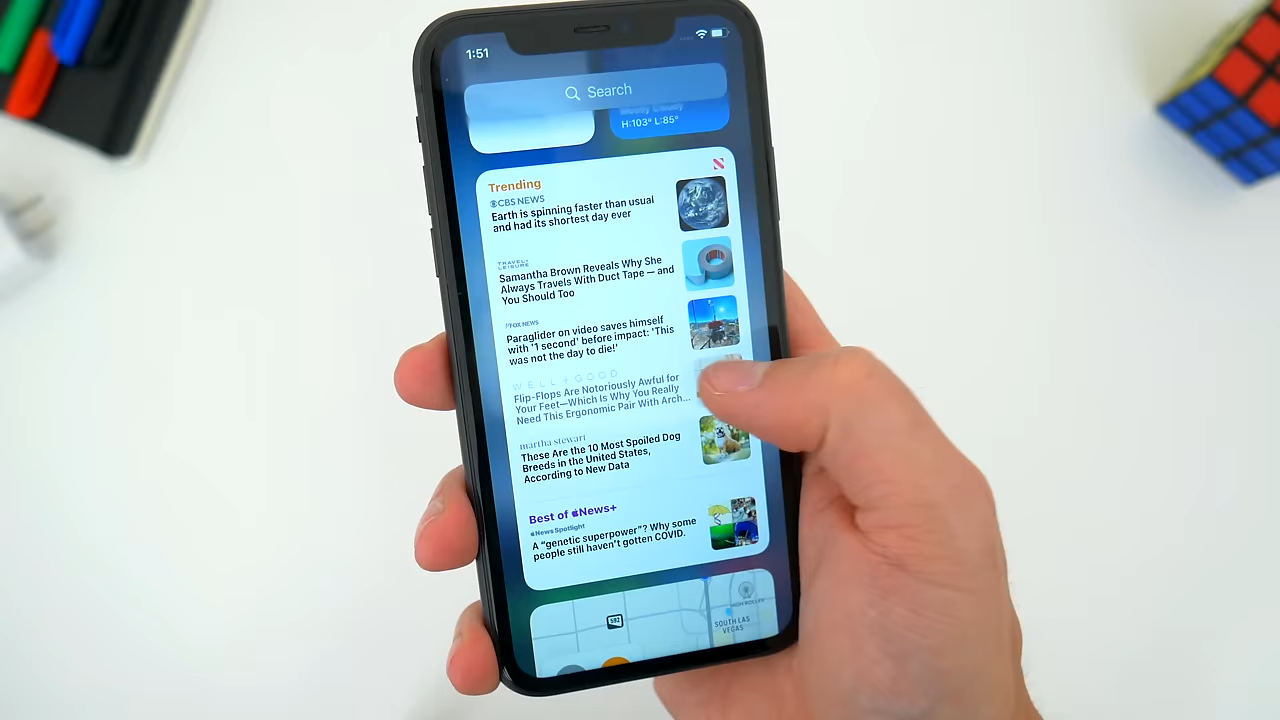 1:51
Search
Mostly Cloudy
H:103° L:85°
Trending
CBS NEWS
Earth is spinning faster than usual
and had its shortest day ever
TRAVEL+
LEISURE
Samantha Brown Reveals Why She
Always Travels With Duct Tape — and
You Should Too
FOX NEWS
Paraglider on video saves himself
with '1 second' before impact: 'This
was not the day to die!'
WELL+GOOD
Flip-Flops Are Notoriously Awful for
Your Feet—Which Is Why You Really
Need This Ergonomic Pair With Arch...
martha stewart
These Are the 10 Most Spoiled Dog
Breeds in the United States,
According to New Data
Best of News+
News Spotlight
A “genetic superpower”? Why some
people still haven't gotten COVID.
592
HIGH ROLLER
SOUTH LAS
VEGAS